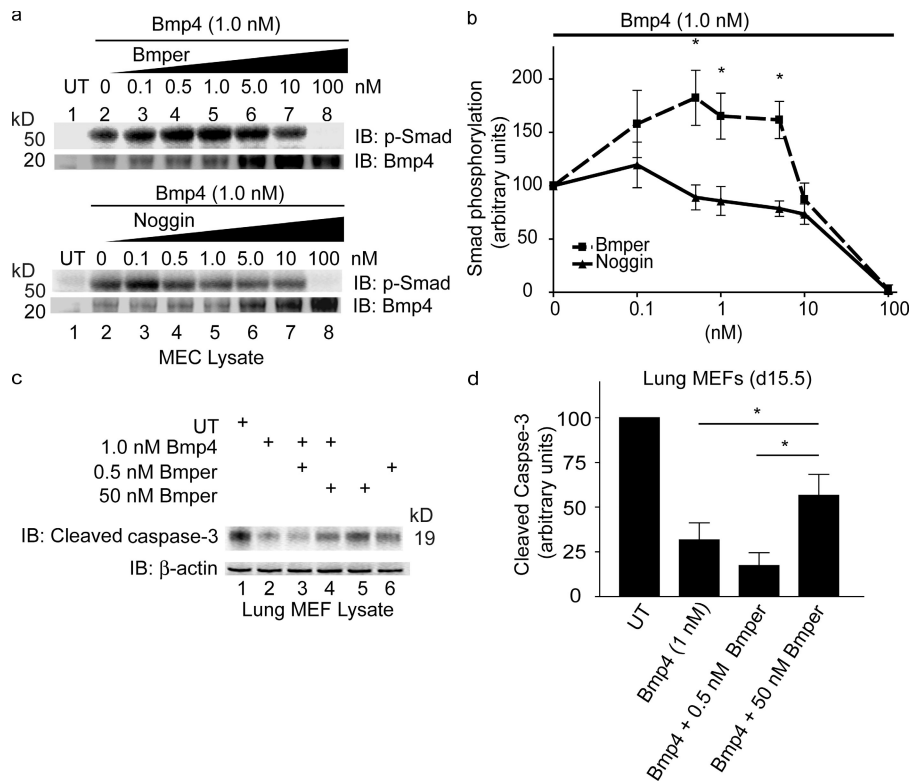 a
Bmp4 (1.0 nM)
Bmper
UT 0 0.1 0.5 1.0 5.0 10 100 nM
kD 1 2 3 4 5 6 7 8
50 IB: p-Smad
20 IB: Bmp4
Bmp4 (1.0 nM)
Noggin
kD UT 0 0.1 0.5 1.0 5.0 10 100 nM
50 IB: p-Smad
20 IB: Bmp4
1 2 3 4 5 6 7 8
MEC Lysate
b
Bmp4 (1.0 nM)
* * *
Smad phosphorylation
(arbitrary units)
200
150
100
50
0
Bmper
Noggin
0 0.1 1 10 100
(nM)
c
UT +
1.0 nM Bmp4 + + +
0.5 nM Bmper + +
50 nM Bmper + +
kD
IB: Cleaved caspase-3 19
IB: β-actin
1 2 3 4 5 6
Lung MEF Lysate
d
Lung MEFs (d15.5)
*
*
Cleaved Caspse-3
(arbitrary units)
100
75
50
25
0
UT
Bmp4 (1 nM)
Bmp4 + 0.5 nM Bmper
Bmp4 + 50 nM Bmper